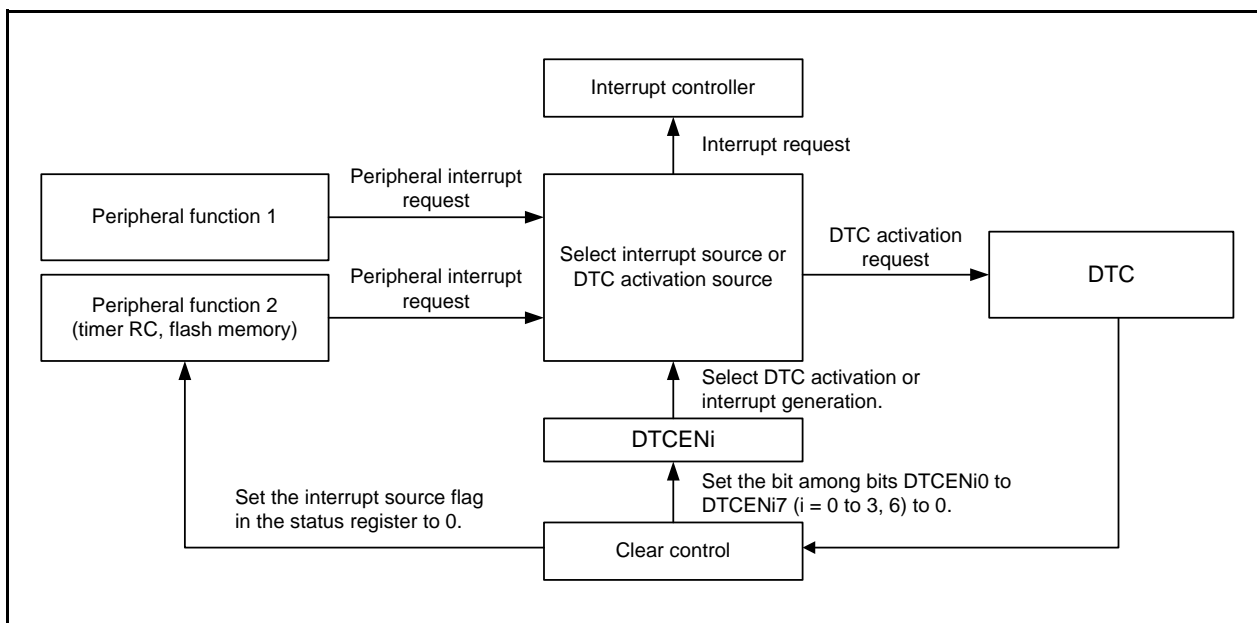 Interrupt controller
Interrupt request
Peripheral interrupt
request
Peripheral function 1
Select interrupt source or
DTC activation source
DTC activation
request
DTC
Peripheral interrupt
request
Peripheral function 2
(timer RC, flash memory)
Select DTC activation or
interrupt generation.
DTCENi
Set the interrupt source flag
in the status register to 0.
Set the bit among bits DTCENi0 to
DTCENi7 (i = 0 to 3, 6) to 0.
Clear control